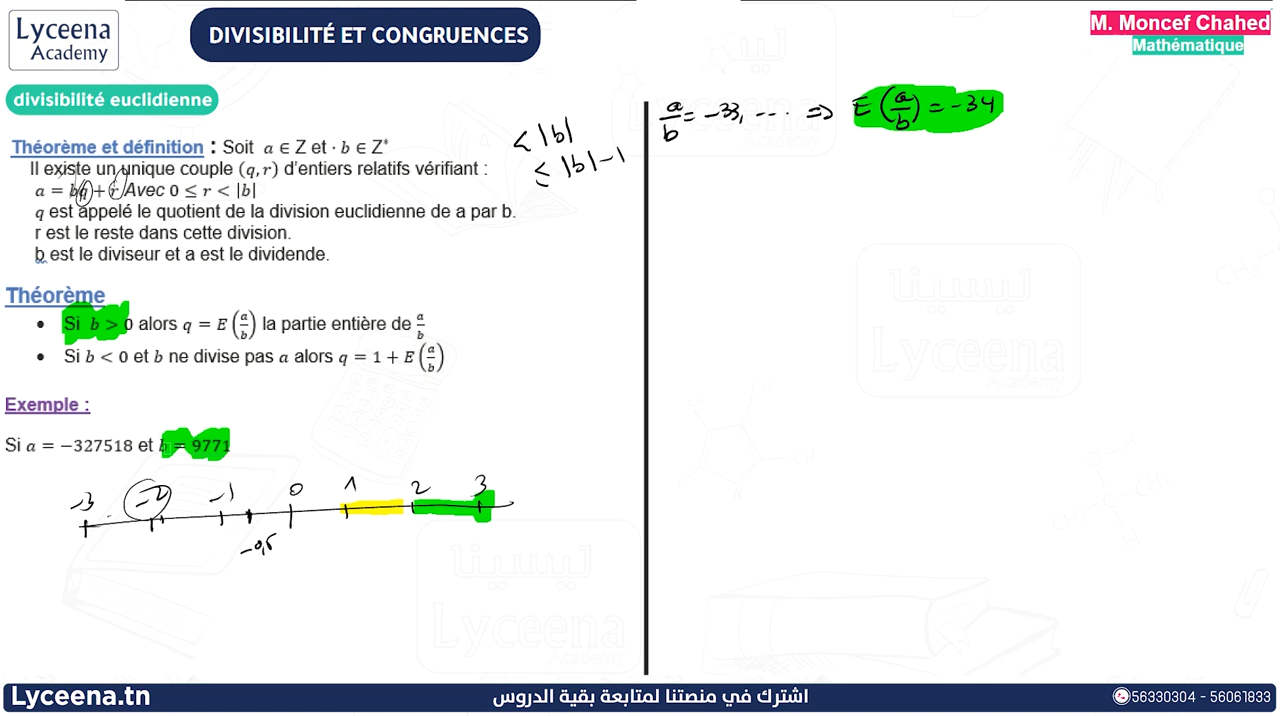 Lyceena
Academy
DIVISIBILITÉ ET CONGRUENCES
M. Moncef Chahed
Mathématique
divisibilité euclidienne
Théorème et définition : Soit a ∈ Z et · b ∈ Z*
Il existe un unique couple (q, r) d'entiers relatifs vérifiant :
a = bq + r Avec 0 ≤ r < |b|
q est appelé le quotient de la division euclidienne de a par b.
r est le reste dans cette division.
b est le diviseur et a est le dividende.
< |b|
≤ |b| - 1
Théorème
• Si b > 0 alors q = E(a/b) la partie entière de a/b
• Si b < 0 et b ne divise pas a alors q = 1 + E(a/b)
Exemple :
Si a = −327518 et b = 9771
-3 -2 -1 0 1 2 3
a/b = -33, .... ⇒ E(a/b) = -34
ليسينا
Lyceena
Academy
Lyceena.tn
اشترك في منصتنا لمتابعة بقية الدروس
56330304 - 56061833